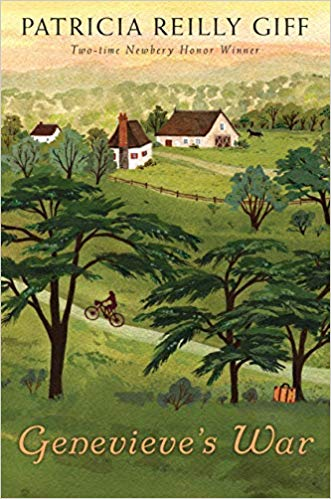 PATRICIA REILLY GIFF
Two-time Newbery Honor Winner
Genevieve's War